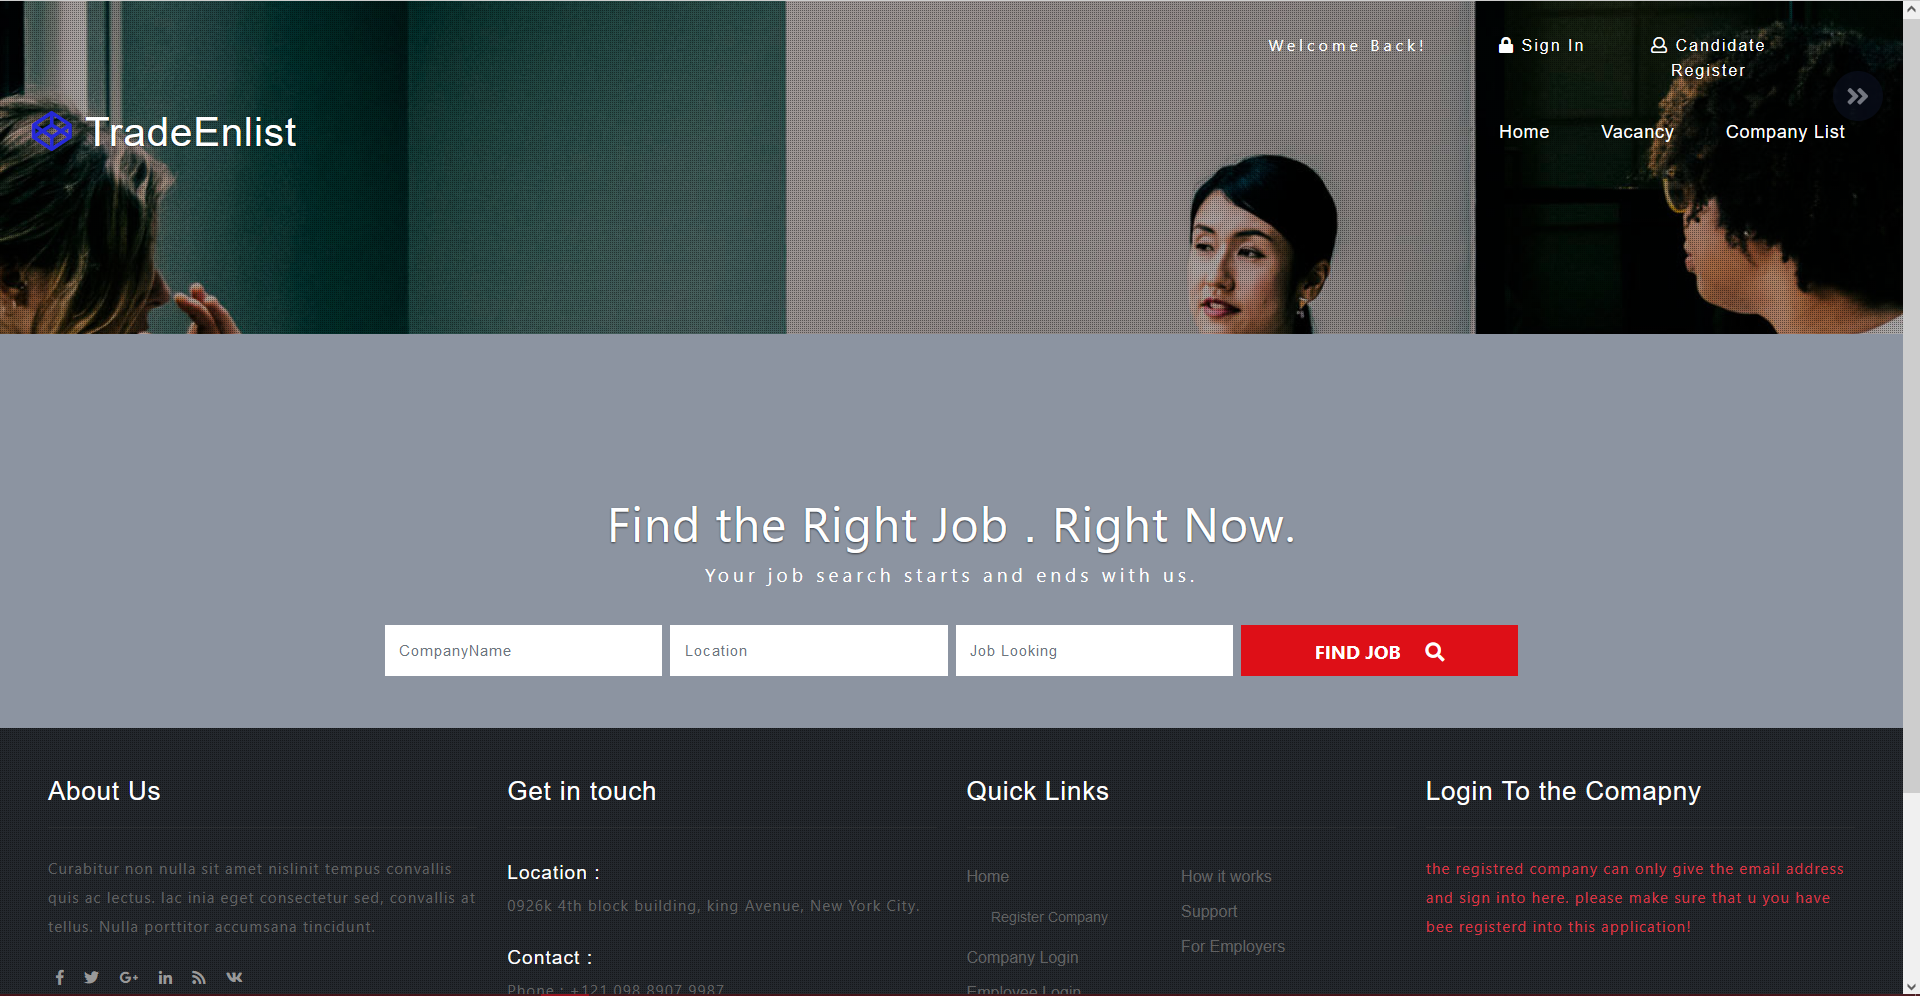 Welcome Back!
Sign In
Candidate
Register
TradeEnlist
Home
Vacancy
Company List
Find the Right Job . Right Now.
Your job search starts and ends with us.
CompanyName
Location
Job Looking
FIND JOB
About Us
Curabitur non nulla sit amet nislinit tempus convallis
quis ac lectus. lac inia eget consectetur sed, convallis at
tellus. Nulla porttitor accumsana tincidunt.
Get in touch
Location :
0926k 4th block building, king Avenue, New York City.
Contact :
Phone : +121 098 8907 9987
Quick Links
Home
Register Company
Company Login
Employee Login
How it works
Support
For Employers
Login To the Comapny
the registred company can only give the email address
and sign into here. please make sure that u you have
bee registerd into this application!